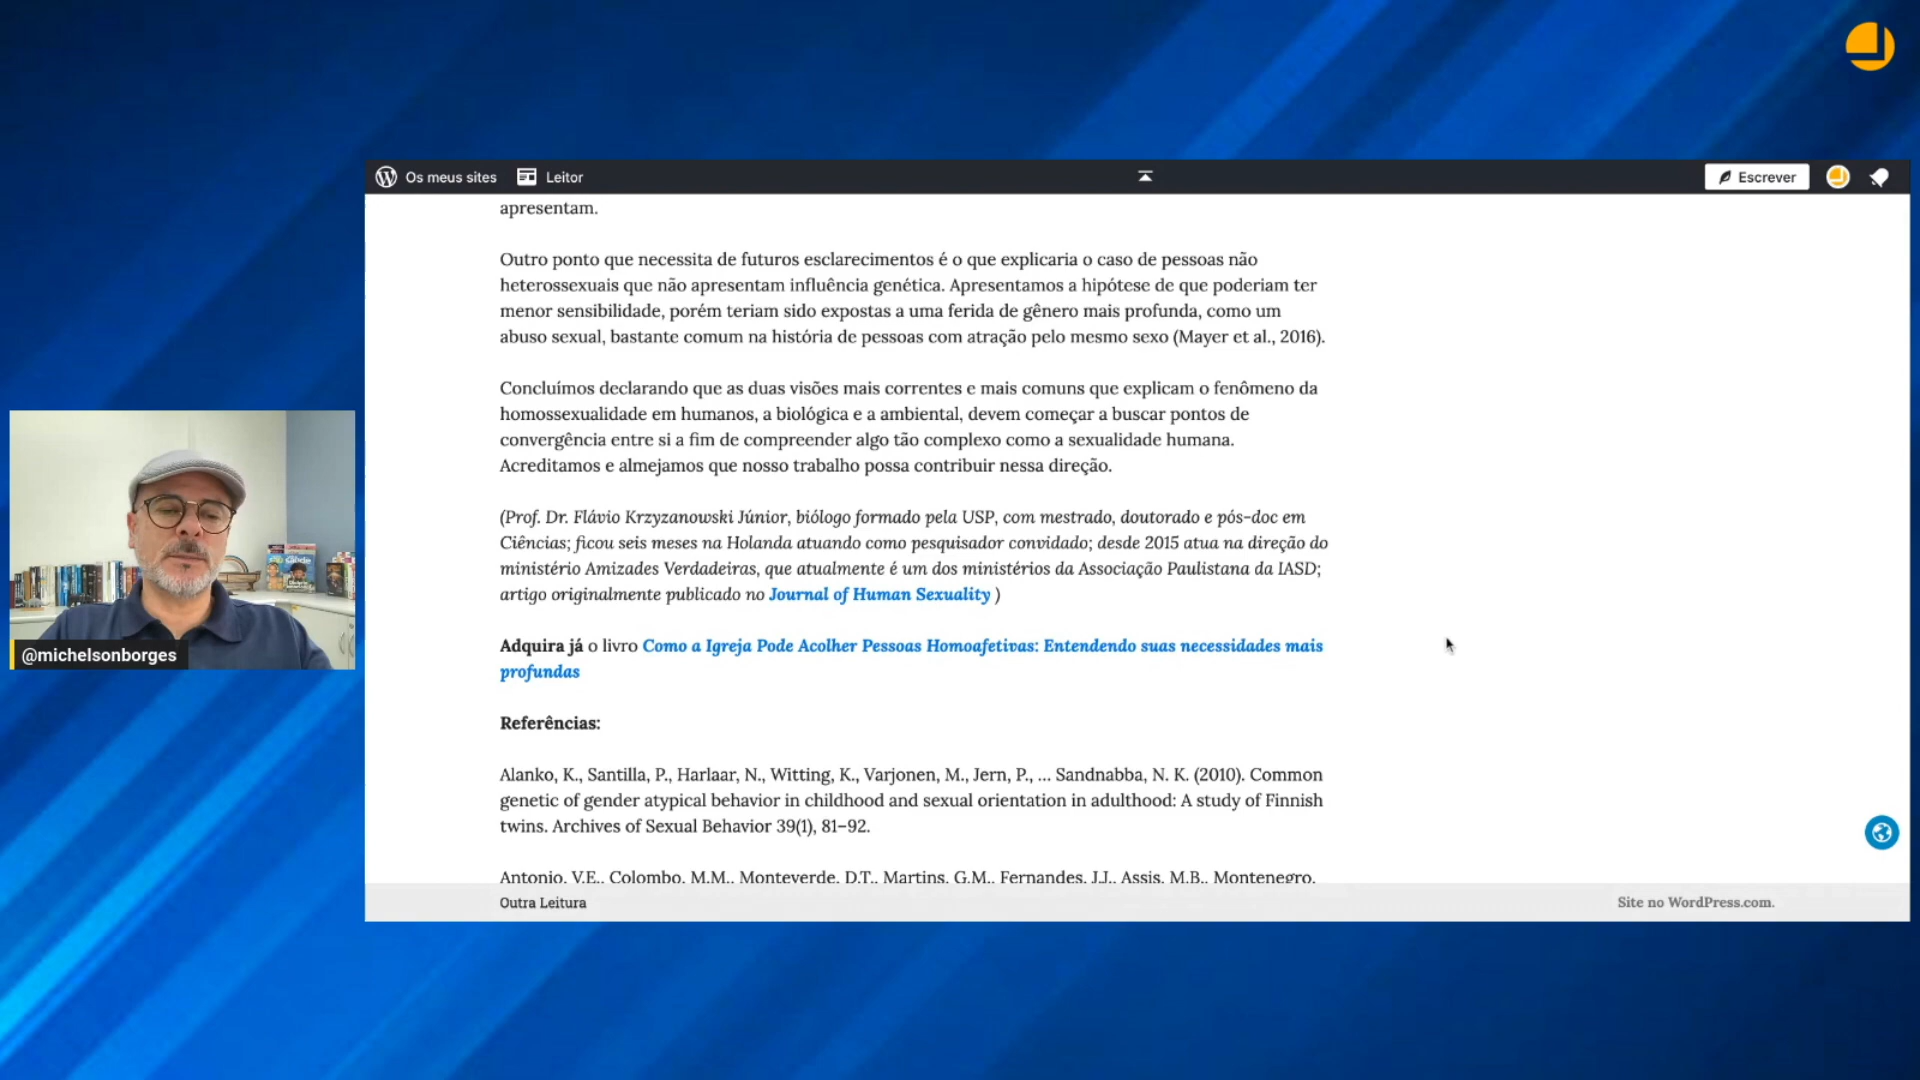 Os meus sites
Leitor
Escrever
apresentam.
Outro ponto que necessita de futuros esclarecimentos é o que explicaria o caso de pessoas não
heterossexuais que não apresentam influência genética. Apresentamos a hipótese de que poderiam ter
menor sensibilidade, porém teriam sido expostas a uma ferida de gênero mais profunda, como um
abuso sexual, bastante comum na história de pessoas com atração pelo mesmo sexo (Mayer et al., 2016).
Concluímos declarando que as duas visões mais correntes e mais comuns que explicam o fenômeno da
homossexualidade em humanos, a biológica e a ambiental, devem começar a buscar pontos de
convergência entre si a fim de compreender algo tão complexo como a sexualidade humana.
Acreditamos e almejamos que nosso trabalho possa contribuir nessa direção.
(Prof. Dr. Flávio Krzyzanowski Júnior, biólogo formado pela USP, com mestrado, doutorado e pós-doc em
Ciências; ficou seis meses na Holanda atuando como pesquisador convidado; desde 2015 atua na direção do
ministério Amizades Verdadeiras, que atualmente é um dos ministérios da Associação Paulistana da IASD;
artigo originalmente publicado no Journal of Human Sexuality )
Adquira já o livro Como a Igreja Pode Acolher Pessoas Homoafetivas: Entendendo suas necessidades mais
profundas
Referências:
Alanko, K., Santilla, P., Harlaar, N., Witting, K., Varjonen, M., Jern, P., ... Sandnabba, N. K. (2010). Common
genetic of gender atypical behavior in childhood and sexual orientation in adulthood: A study of Finnish
twins. Archives of Sexual Behavior 39(1), 81–92.
Antonio, V.E., Colombo, M.M., Monteverde, D.T., Martins, G.M., Fernandes, J.J., Assis, M.B., Montenegro,
Outra Leitura
Site no WordPress.com.
@michelsonborges
saúde